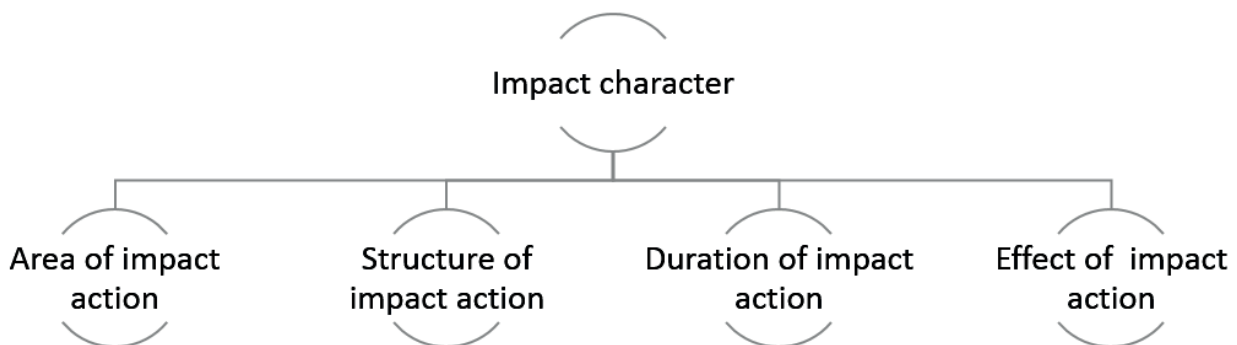 Impact character
Area of impact
action
Structure of
impact action
Duration of impact
action
Effect of  impact
action